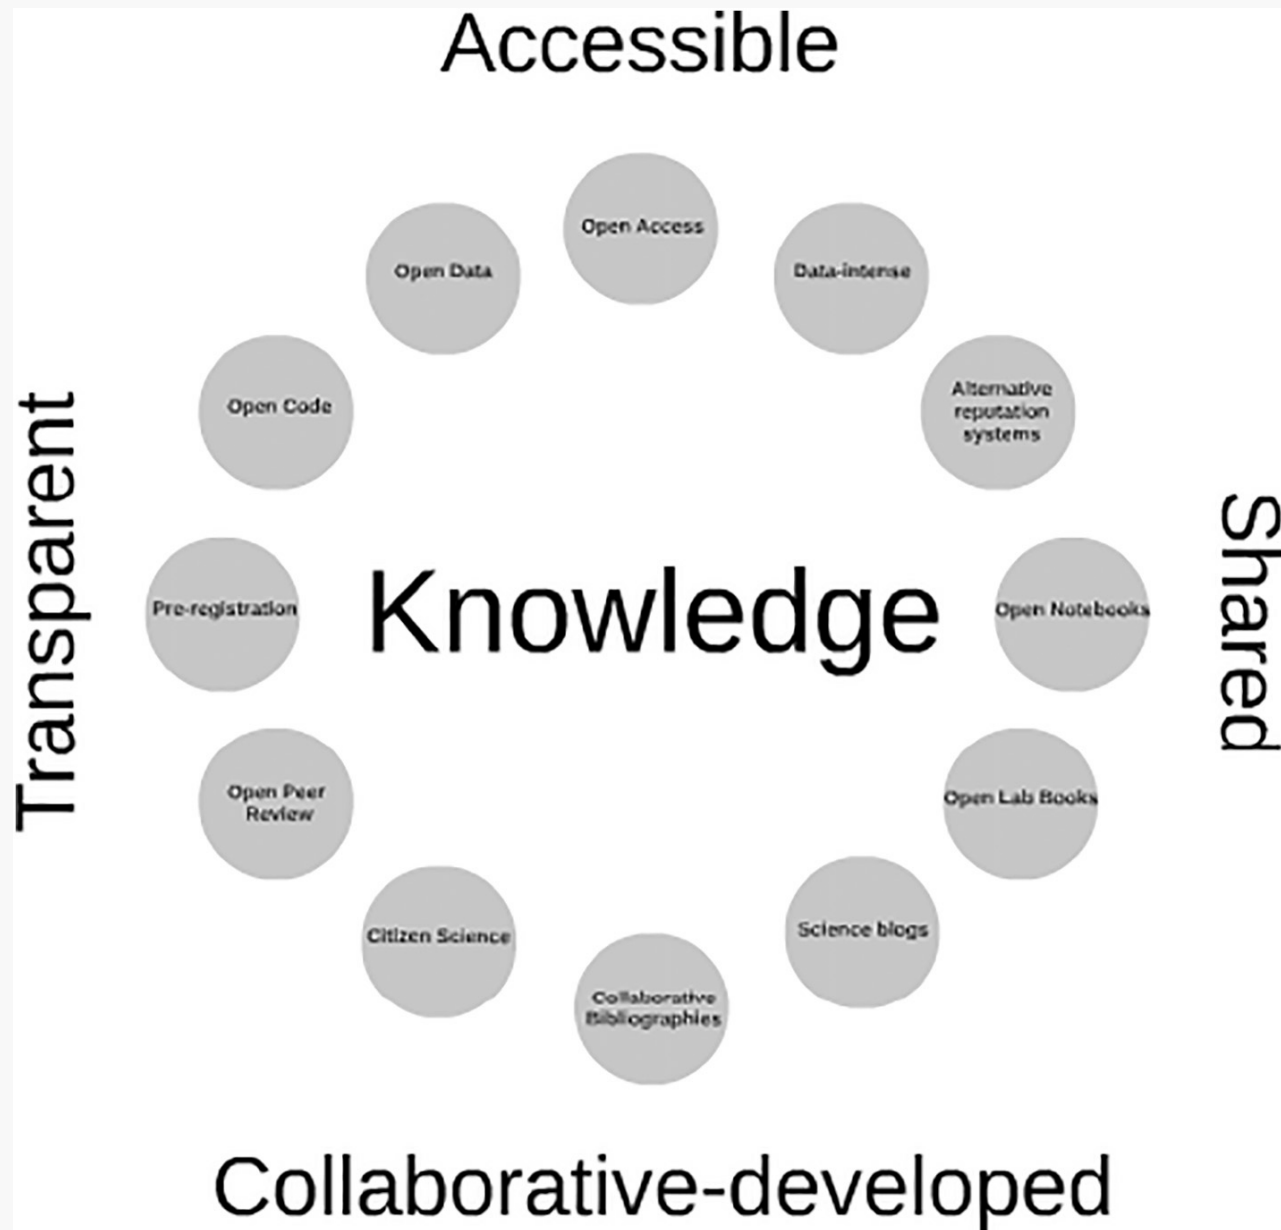 Accessible
Open Access
Open Data
Data-intense
Alternative
reputation
systems
Open Code
Transparent
Shared
Knowledge
Pre-registration
Open Notebooks
Open Peer
Review
Open Lab Books
Citizen Science
Science blogs
Collaborative
Bibliographies
Collaborative-developed